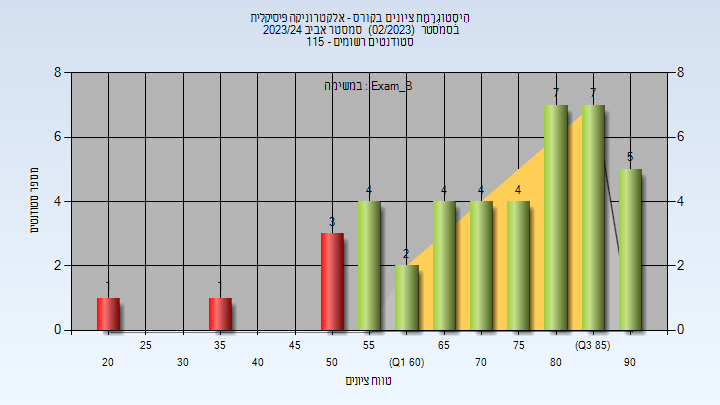 היסטוגרמת ציונים בקורס - אלקטרוניקה פיסיקלית
בסמסטר (02/2023) סמסטר אביב 2023/24
סטודנטים רשומים - 115
במשימה : Exam_B
מספר סטודנטים
8 8
6 6
4 4
2 2
0 0
1 1 3 4 2 4 4 4 7 7 5
25 35 45 55 65 75 (Q3 85)
20 30 40 50 (Q1 60) 70 80 90
טווח ציונים